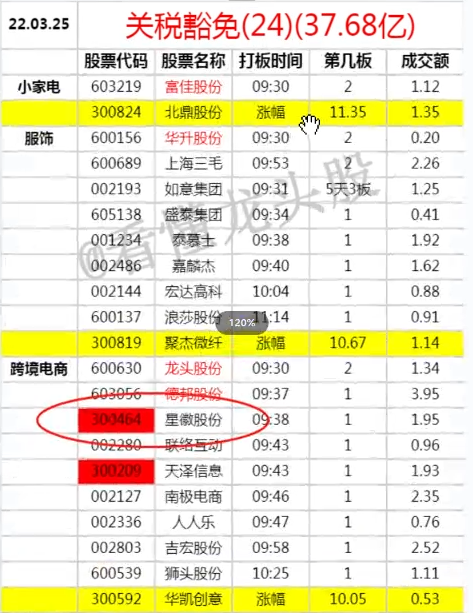 22.03.25 关税豁免(24)(37.68亿)
股票代码 股票名称 打板时间 第几板 成交额
小家电 603219 富佳股份 09:30 2 1.12
300824 北鼎股份 涨幅 11.35 1.35
服饰 600156 华升股份 09:30 2 0.20
600689 上海三毛 09:53 2 2.26
002193 如意集团 09:31 5天3板 1.25
605138 盛泰集团 09:34 1 0.41
001234 泰慕士 09:38 1 1.92
002486 嘉麟杰 09:40 1 1.62
002144 宏达高科 10:04 1 0.88
600137 浪莎股份 11:14 1 0.91
120%
300819 聚杰微纤 涨幅 10.67 1.14
跨境电商 600630 龙头股份 09:30 2 1.34
603056 德邦股份 09:37 1 3.95
300464 星徽股份 09:38 1 1.95
002280 联络互动 09:43 1 0.96
300209 天泽信息 09:43 1 1.93
002127 南极电商 09:46 1 2.35
002336 人人乐 09:47 1 0.76
002803 吉宏股份 09:58 1 2.52
600539 狮头股份 10:25 1 1.11
300592 华凯创意 涨幅 10.05 0.53
@看懂龙头股